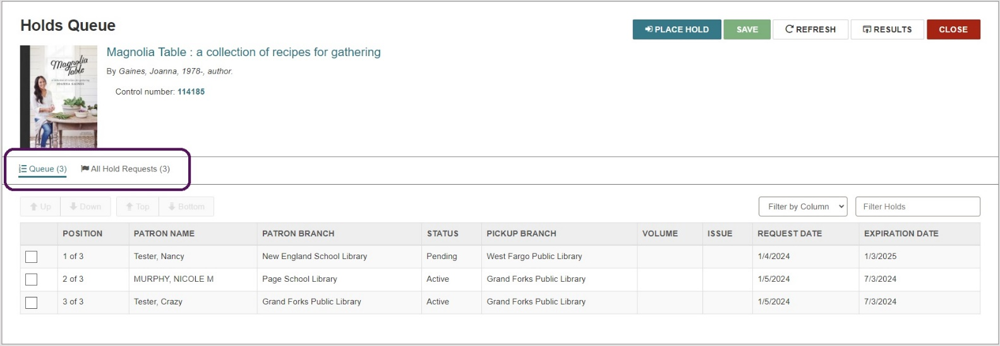 Holds Queue
PLACE HOLD
SAVE
REFRESH
RESULTS
CLOSE
Magnolia
Table
a collection of recipes for gathering
JOANNA GAINES
Magnolia Table : a collection of recipes for gathering
By Gaines, Joanna, 1978-, author.
Control number: 114185
Queue (3) All Hold Requests (3)
Up Down Top Bottom Filter by Column Filter Holds
POSITION PATRON NAME PATRON BRANCH STATUS PICKUP BRANCH VOLUME ISSUE REQUEST DATE EXPIRATION DATE
1 of 3 Tester, Nancy New England School Library Pending West Fargo Public Library 1/4/2024 1/3/2025
2 of 3 MURPHY, NICOLE M Page School Library Active Grand Forks Public Library 1/5/2024 7/3/2024
3 of 3 Tester, Crazy Grand Forks Public Library Active Grand Forks Public Library 1/5/2024 7/3/2024